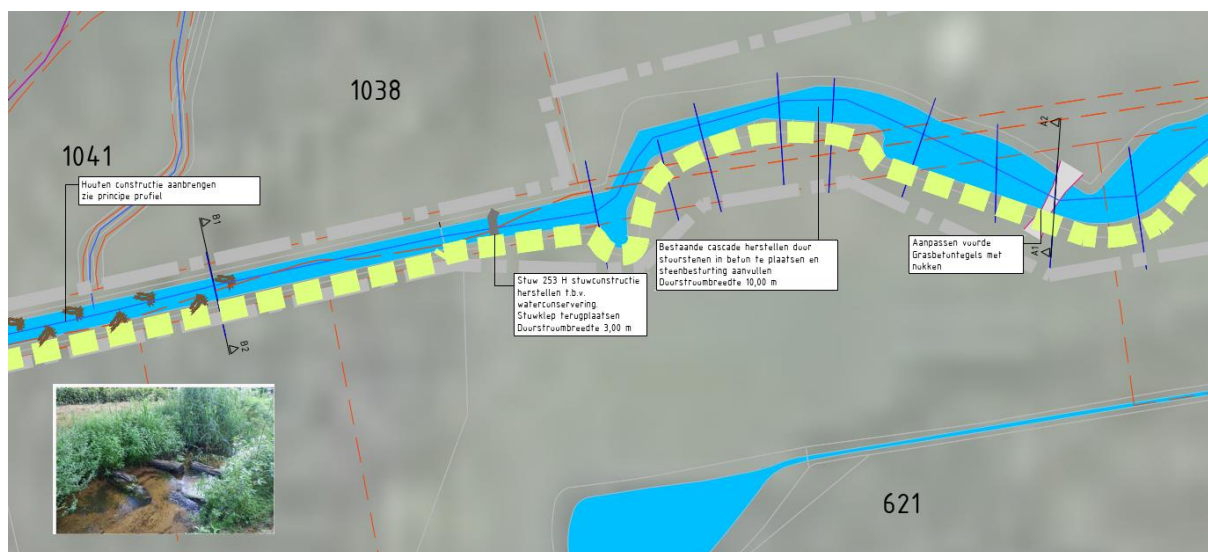 1038
1041
Houten constructie aanbrengen
zie principe profiel
B1
B2
Stuw 253 H stuwconstructie
herstellen t.b.v.
waterconservering.
Stuwklep terugplaatsen
Doorstroombreedte 3,00 m
Bestaande cascade herstellen door
stoorstenen in beton te plaatsen en
steenbestorting aanvullen
Doorstroombreedte 10,00 m
A2
A1
Aanpassen voorde
Grasbetontegels met
nokken
621